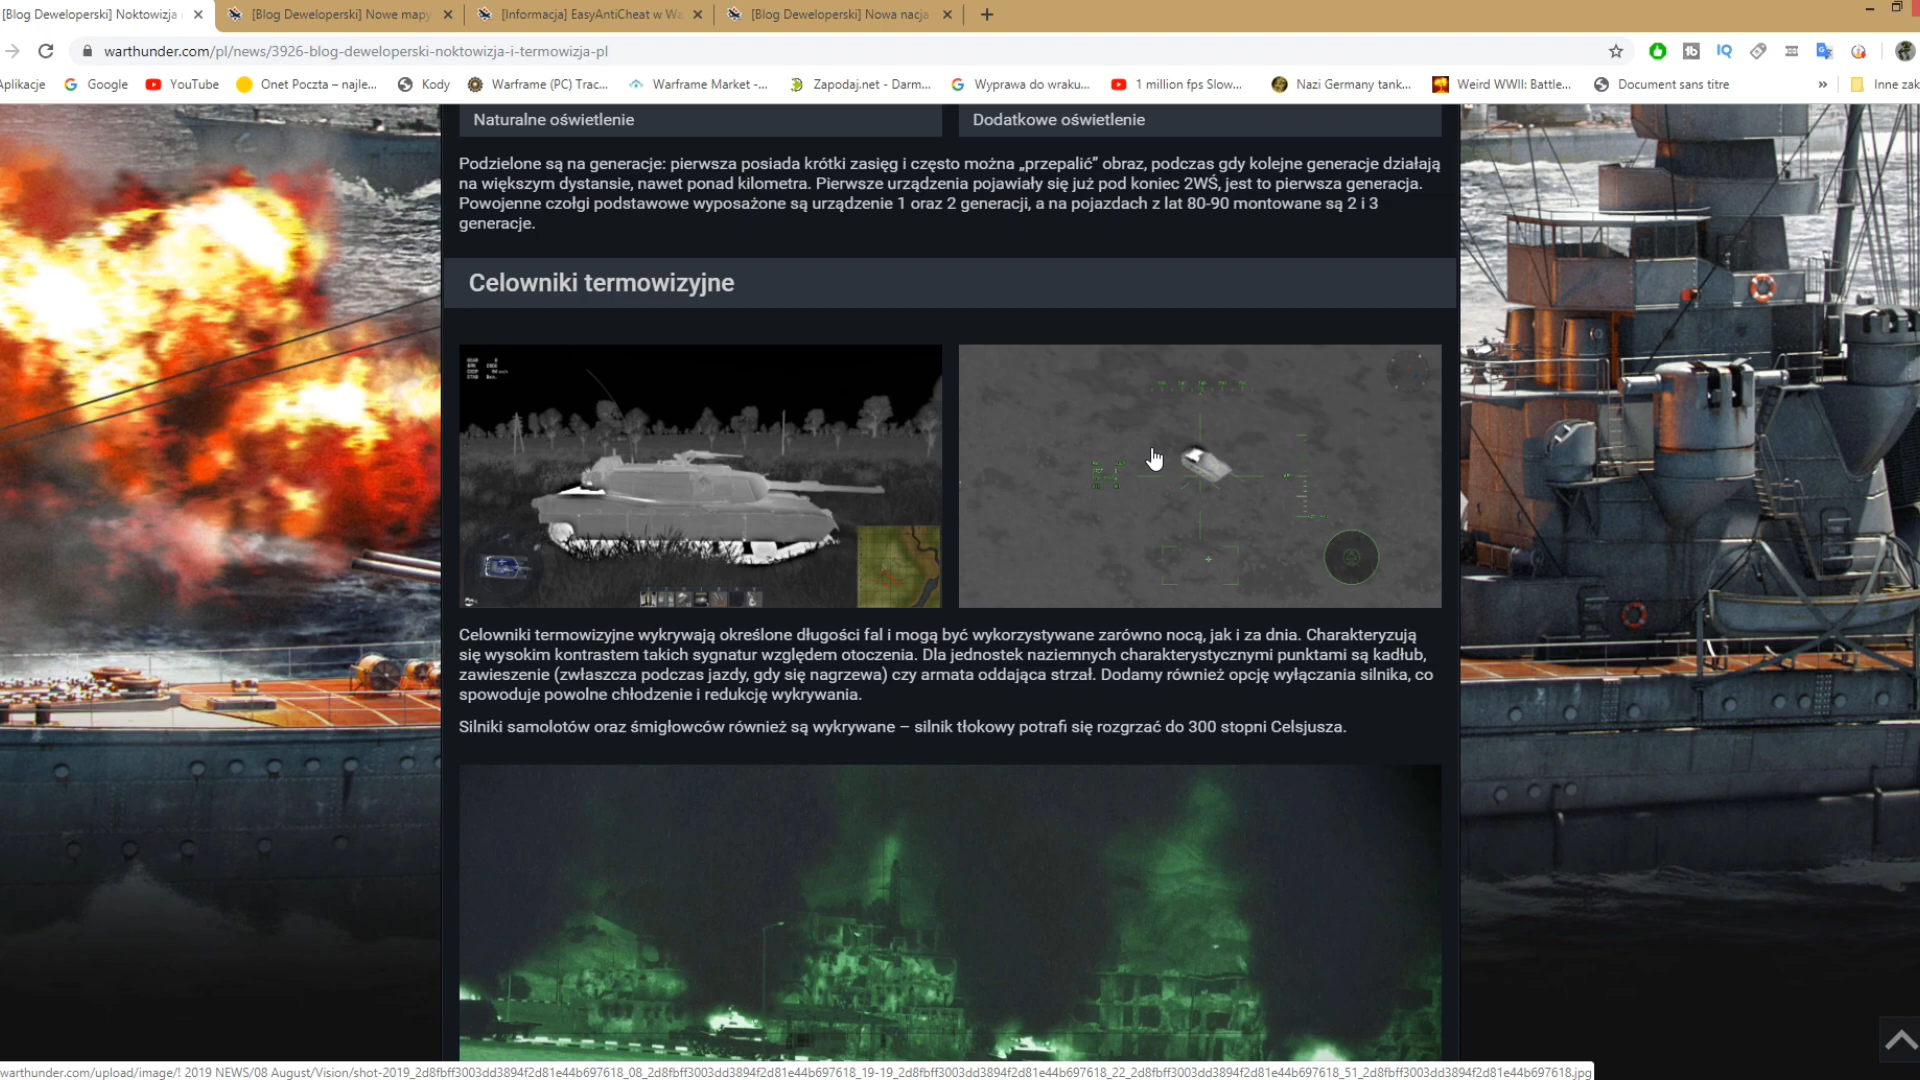 [Blog Deweloperski] Noktowizja
[Blog Deweloperski] Nowe mapy
[Informacja] EasyAntiCheat w Wa
[Blog Deweloperski] Nowa nacja
warthunder.com/pl/news/3926-blog-deweloperski-noktowizja-i-termowizja-pl
Aplikacje
Google
YouTube
Onet Poczta – najle...
Kody
Warframe (PC) Trac...
Warframe Market -...
Zapodaj.net - Darm...
Wyprawa do wraku...
1 million fps Slow...
Nazi Germany tank...
Weird WWII: Battle...
Document sans titre
»
Inne zak
Naturalne oświetlenie
Dodatkowe oświetlenie
Podzielone są na generacje: pierwsza posiada krótki zasięg i często można „przepalić” obraz, podczas gdy kolejne generacje działają
na większym dystansie, nawet ponad kilometra. Pierwsze urządzenia pojawiały się już pod koniec 2WŚ, jest to pierwsza generacja.
Powojenne czołgi podstawowe wyposażone są urządzenie 1 oraz 2 generacji, a na pojazdach z lat 80-90 montowane są 2 i 3
generacje.
Celowniki termowizyjne
Celowniki termowizyjne wykrywają określone długości fal i mogą być wykorzystywane zarówno nocą, jak i za dnia. Charakteryzują
się wysokim kontrastem takich sygnatur względem otoczenia. Dla jednostek naziemnych charakterystycznymi punktami są kadłub,
zawieszenie (zwłaszcza podczas jazdy, gdy się nagrzewa) czy armata oddająca strzał. Dodamy również opcję wyłączania silnika, co
spowoduje powolne chłodzenie i redukcję wykrywania.
Silniki samolotów oraz śmigłowców również są wykrywane – silnik tłokowy potrafi się rozgrzać do 300 stopni Celsjusza.
warthunder.com/upload/image/! 2019 NEWS/08 August/Vision/shot-2019_2d8fbff3003dd3894f2d81e44b697618_08_2d8fbff3003dd3894f2d81e44b697618_19-19_2d8fbff3003dd3894f2d81e44b697618_22_2d8fbff3003dd3894f2d81e44b697618_51_2d8fbff3003dd3894f2d81e44b697618.jpg